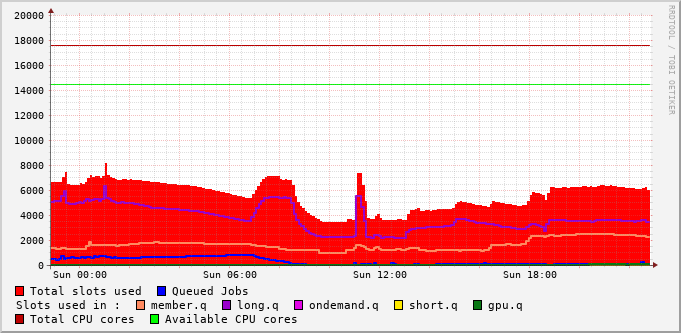 20000
18000
16000
14000
12000
10000
8000
6000
4000
2000
0
Sun 00:00 Sun 06:00 Sun 12:00 Sun 18:00
RRDTOOL / TOBI OETIKER
Total slots used Queued Jobs
Slots used in : member.q long.q ondemand.q short.q gpu.q
Total CPU cores Available CPU cores